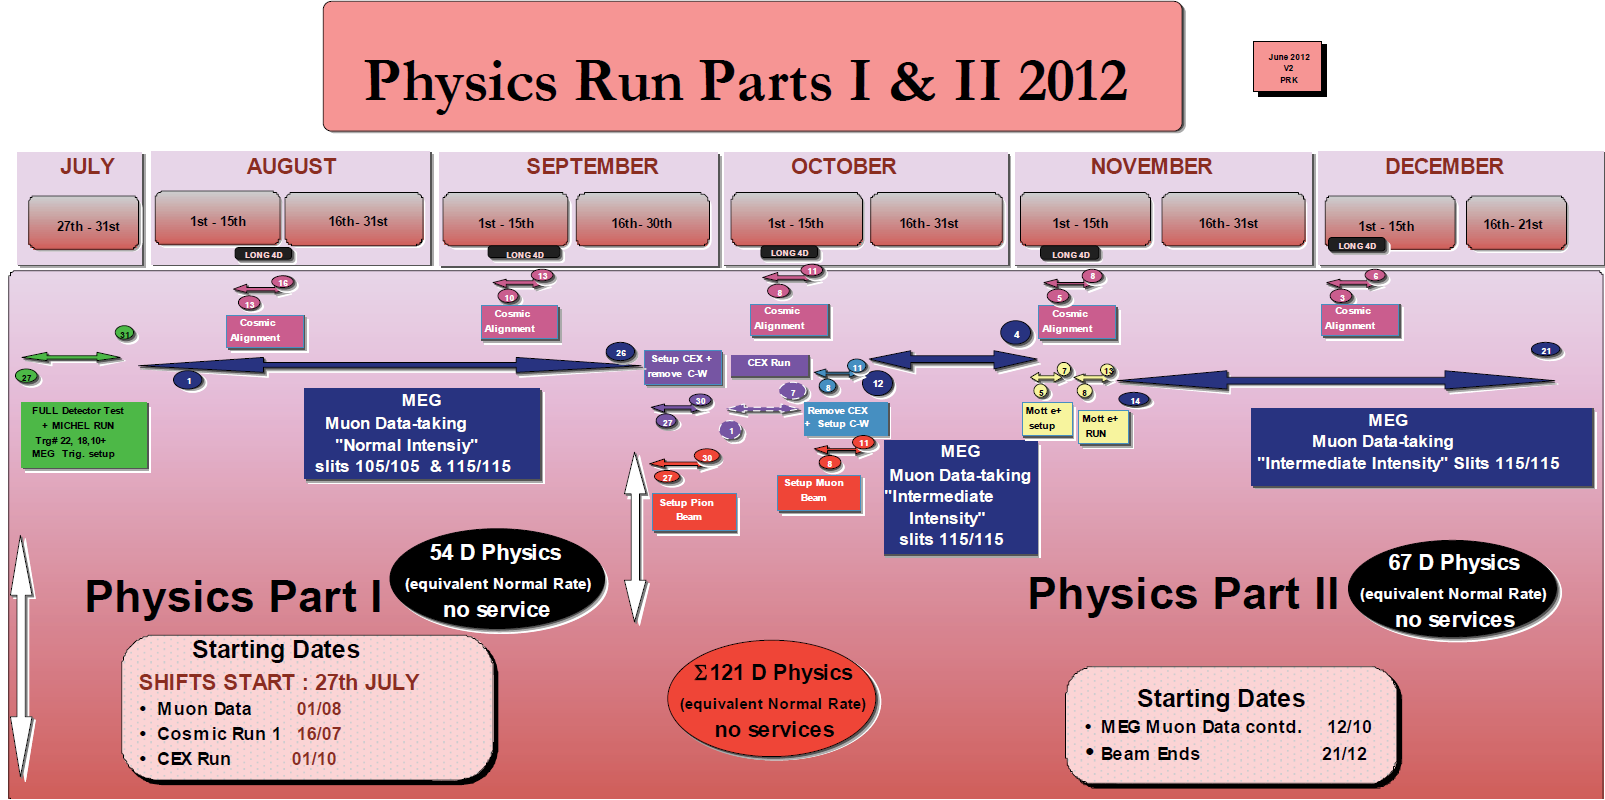 Physics Run Parts I & II 2012
June 2012
V2
PRK
JULY
AUGUST
SEPTEMBER
OCTOBER
NOVEMBER
DECEMBER
27th - 31st
1st - 15th
16th- 31st
1st - 15th
16th- 30th
1st - 15th
16th- 31st
1st - 15th
16th- 31st
1st - 15th
16th- 21st
LONG 4D
LONG 4D
LONG 4D
LONG 4D
LONG 4D
16
13
Cosmic
Alignment
13
10
Cosmic
Alignment
11
8
Cosmic
Alignment
8
5
Cosmic
Alignment
6
3
Cosmic
Alignment
31
27
FULL Detector Test
+ MICHEL RUN
Trg# 22, 18,10+
MEG Trig. setup
1
26
MEG
Muon Data-taking
"Normal Intensiy"
slits 105/105 & 115/115
Setup CEX +
remove C-W
30
27
30
27
Setup Pion
Beam
CEX Run
7
1
11
8
Remove CEX
+ Setup C-W
11
8
Setup Muon
Beam
12
4
MEG
Muon Data-taking
"Intermediate
Intensity"
slits 115/115
7
5
Mott e+
setup
13
8
Mott e+
RUN
14
21
MEG
Muon Data-taking
"Intermediate Intensity" Slits 115/115
Physics Part I
54 D Physics
(equivalent Normal Rate)
no service
Physics Part II
67 D Physics
(equivalent Normal Rate)
no services
Starting Dates
SHIFTS START : 27th JULY
• Muon Data 01/08
• Cosmic Run 1 16/07
• CEX Run 01/10
Σ121 D Physics
(equivalent Normal Rate)
no services
Starting Dates
• MEG Muon Data contd. 12/10
• Beam Ends 21/12